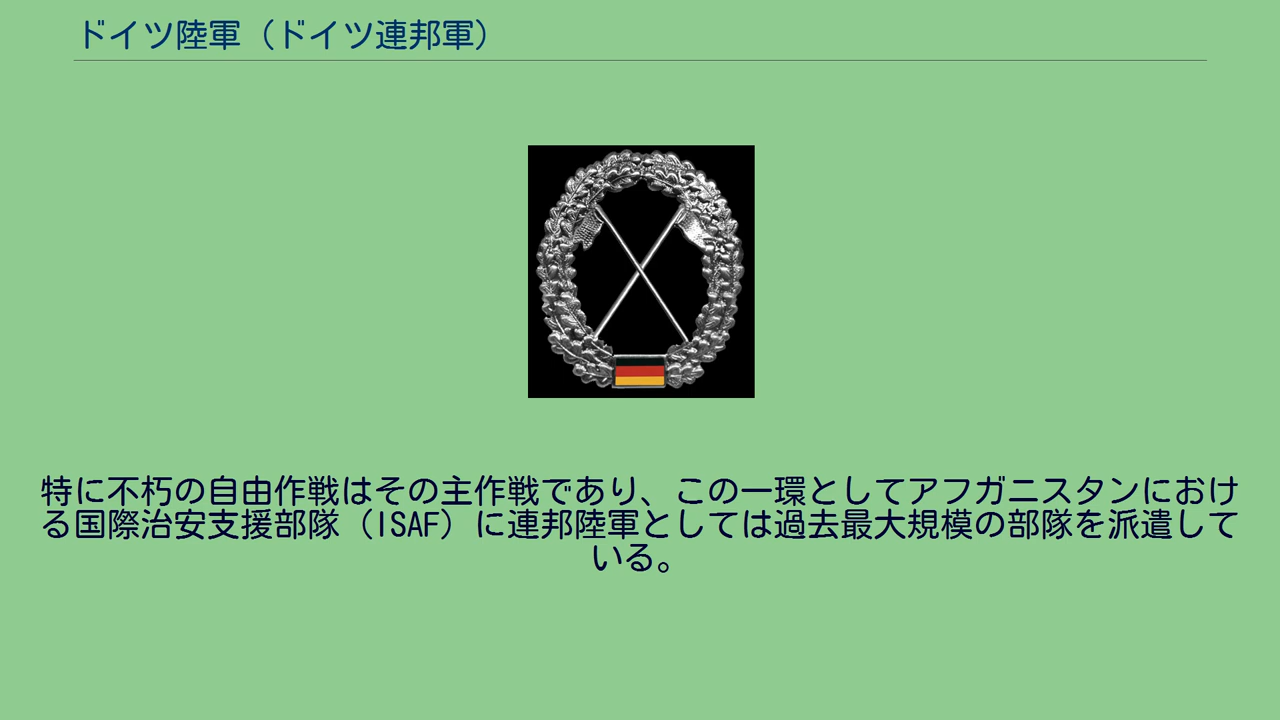 ドイツ陸軍（ドイツ連邦軍）
特に不朽の自由作戦はその主作戦であり、この一環としてアフガニスタンにおけ
る国際治安支援部隊（ISAF）に連邦陸軍としては過去最大規模の部隊を派遣して
いる。